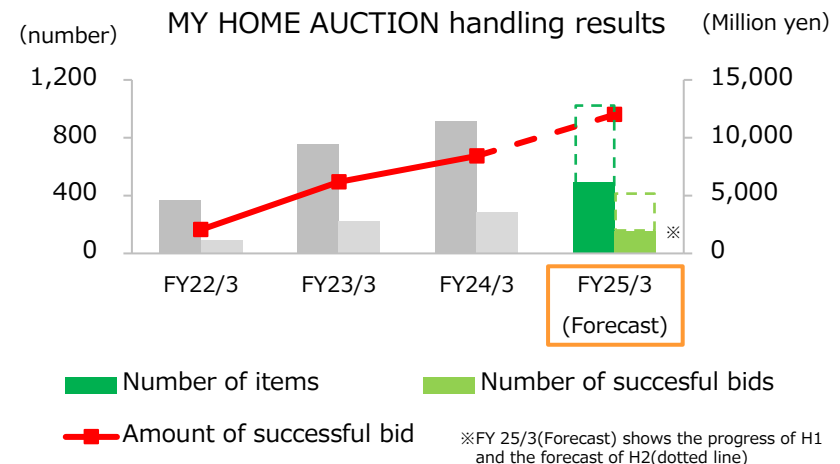 MY HOME AUCTION handling results
(number)
(Million yen)
1,200
800
400
0
15,000
10,000
5,000
0
※
FY22/3
FY23/3
FY24/3
FY25/3
(Forecast)
Number of items
Number of succesful bids
Amount of successful bid
※FY 25/3(Forecast) shows the progress of H1
and the forecast of H2(dotted line)